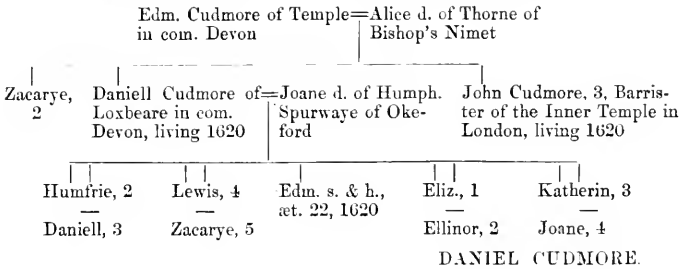 Edm. Cudmore of Temple=Alice d. of Thorne of
in com. Devon Bishop's Nimet
Zacarye, Daniell Cudmore of=Joane d. of Humph. John Cudmore, 3, Barris-
2 Loxbeare in com. Spurwaye of Oke- ter of the Inner Temple in
Devon, living 1620 ford London, living 1620
Humfrie, 2 Lewis, 4 Edm. s. & h., Eliz., 1 Katherin, 3
æt. 22, 1620
Daniell, 3 Zacarye, 5 Ellinor, 2 Joane, 4
DANIEL CUDMORE.